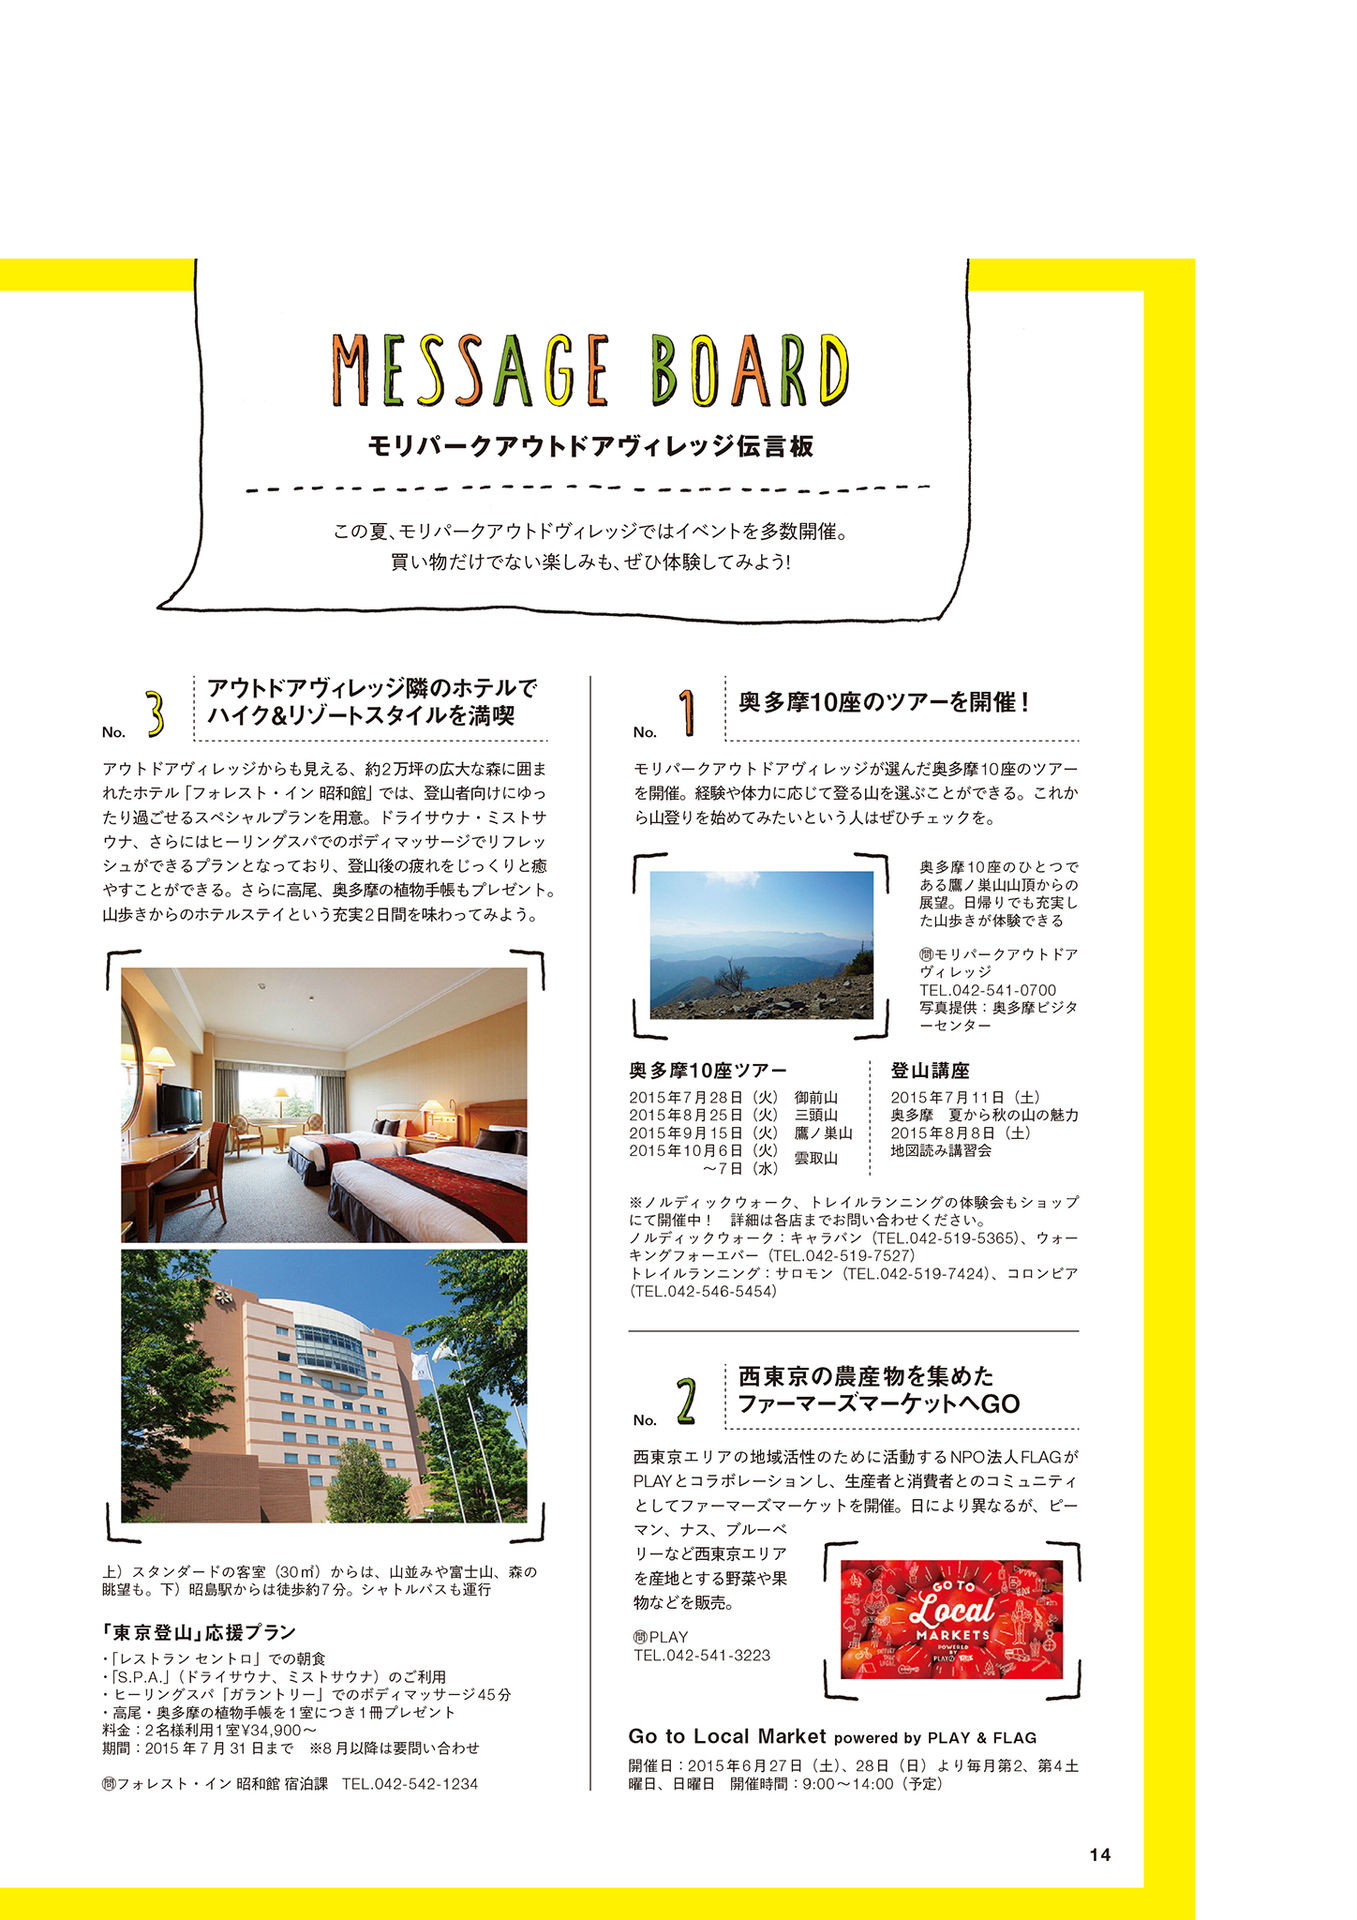 MESSAGE BOARD
モリパークアウトドアヴィレッジ伝言板
この夏、モリパークアウトドヴィレッジではイベントを多数開催。
買い物だけでない楽しみも、ぜひ体験してみよう!
No. 1
奥多摩10座のツアーを開催！
モリパークアウトドアヴィレッジが選んだ奥多摩10座のツアー
を開催。経験や体力に応じて登る山を選ぶことができる。これか
ら山登りを始めてみたいという人はぜひチェックを。
奥多摩10座のひとつで
ある鷹ノ巣山山頂からの
展望。日帰りでも充実し
た山歩きが体験できる
㉄モリパークアウトドア
ヴィレッジ
TEL.042-541-0700
写真提供：奥多摩ビジタ
ーセンター
奥多摩10座ツアー
2015年7月28日（火） 御前山
2015年8月25日（火） 三頭山
2015年9月15日（火） 鷹ノ巣山
2015年10月6日（火）
～7日（水） 雲取山
登山講座
2015年7月11日（土）
奥多摩　夏から秋の山の魅力
2015年8月8日（土）
地図読み講習会
※ノルディックウォーク、トレイルランニングの体験会もショップ
にて開催中！　詳細は各店までお問い合わせください。
ノルディックウォーク：キャラバン（TEL.042-519-5365）、ウォー
キングフォーエバー（TEL.042-519-7527）
トレイルランニング：サロモン（TEL.042-519-7424）、コロンビア
（TEL.042-546-5454）
No. 2
西東京の農産物を集めた
ファーマーズマーケットへGO
西東京エリアの地域活性のために活動するNPO法人FLAGが
PLAYとコラボレーションし、生産者と消費者とのコミュニティ
としてファーマーズマーケットを開催。日により異なるが、ピー
マン、ナス、ブルーベ
リーなど西東京エリア
を産地とする野菜や果
物などを販売。
㉄PLAY
TEL.042-541-3223
GO TO
Local
MARKETS
POWERED
BY
PLAY
Go to Local Market powered by PLAY & FLAG
開催日：2015年6月27日（土）、28日（日）より毎月第2、第4土
曜日、日曜日　開催時間：9:00～14:00（予定）
No. 3
アウトドアヴィレッジ隣のホテルで
ハイク&リゾートスタイルを満喫
アウトドアヴィレッジからも見える、約2万坪の広大な森に囲ま
れたホテル「フォレスト・イン 昭和館」では、登山者向けにゆっ
たり過ごせるスペシャルプランを用意。ドライサウナ・ミストサ
ウナ、さらにはヒーリングスパでのボディマッサージでリフレッ
シュができるプランとなっており、登山後の疲れをじっくりと癒
やすことができる。さらに高尾、奥多摩の植物手帳もプレゼント。
山歩きからのホテルステイという充実2日間を味わってみよう。
上）スタンダードの客室（30㎡）からは、山並みや富士山、森の
眺望も。下）昭島駅からは徒歩約7分。シャトルバスも運行
「東京登山」応援プラン
・「レストラン セントロ」での朝食
・「S.P.A.」（ドライサウナ、ミストサウナ）のご利用
・ヒーリングスパ「ガラントリー」でのボディマッサージ45分
・高尾・奥多摩の植物手帳を1室につき1冊プレゼント
料金：2名様利用1室¥34,900～
期間：2015年7月31日まで　※8月以降は要問い合わせ
㉄フォレスト・イン 昭和館 宿泊課　TEL.042-542-1234
14